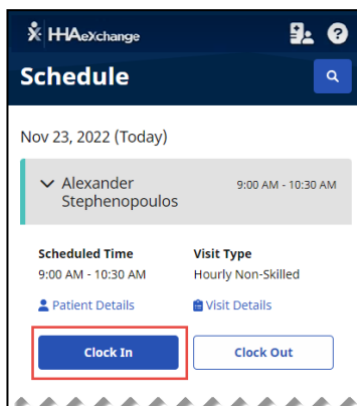 HHAeXchange
Schedule
Nov 23, 2022 (Today)
Alexander 9:00 AM - 10:30 AM
Stephenopoulos
Scheduled Time Visit Type
9:00 AM - 10:30 AM Hourly Non-Skilled
Patient Details Visit Details
Clock In Clock Out